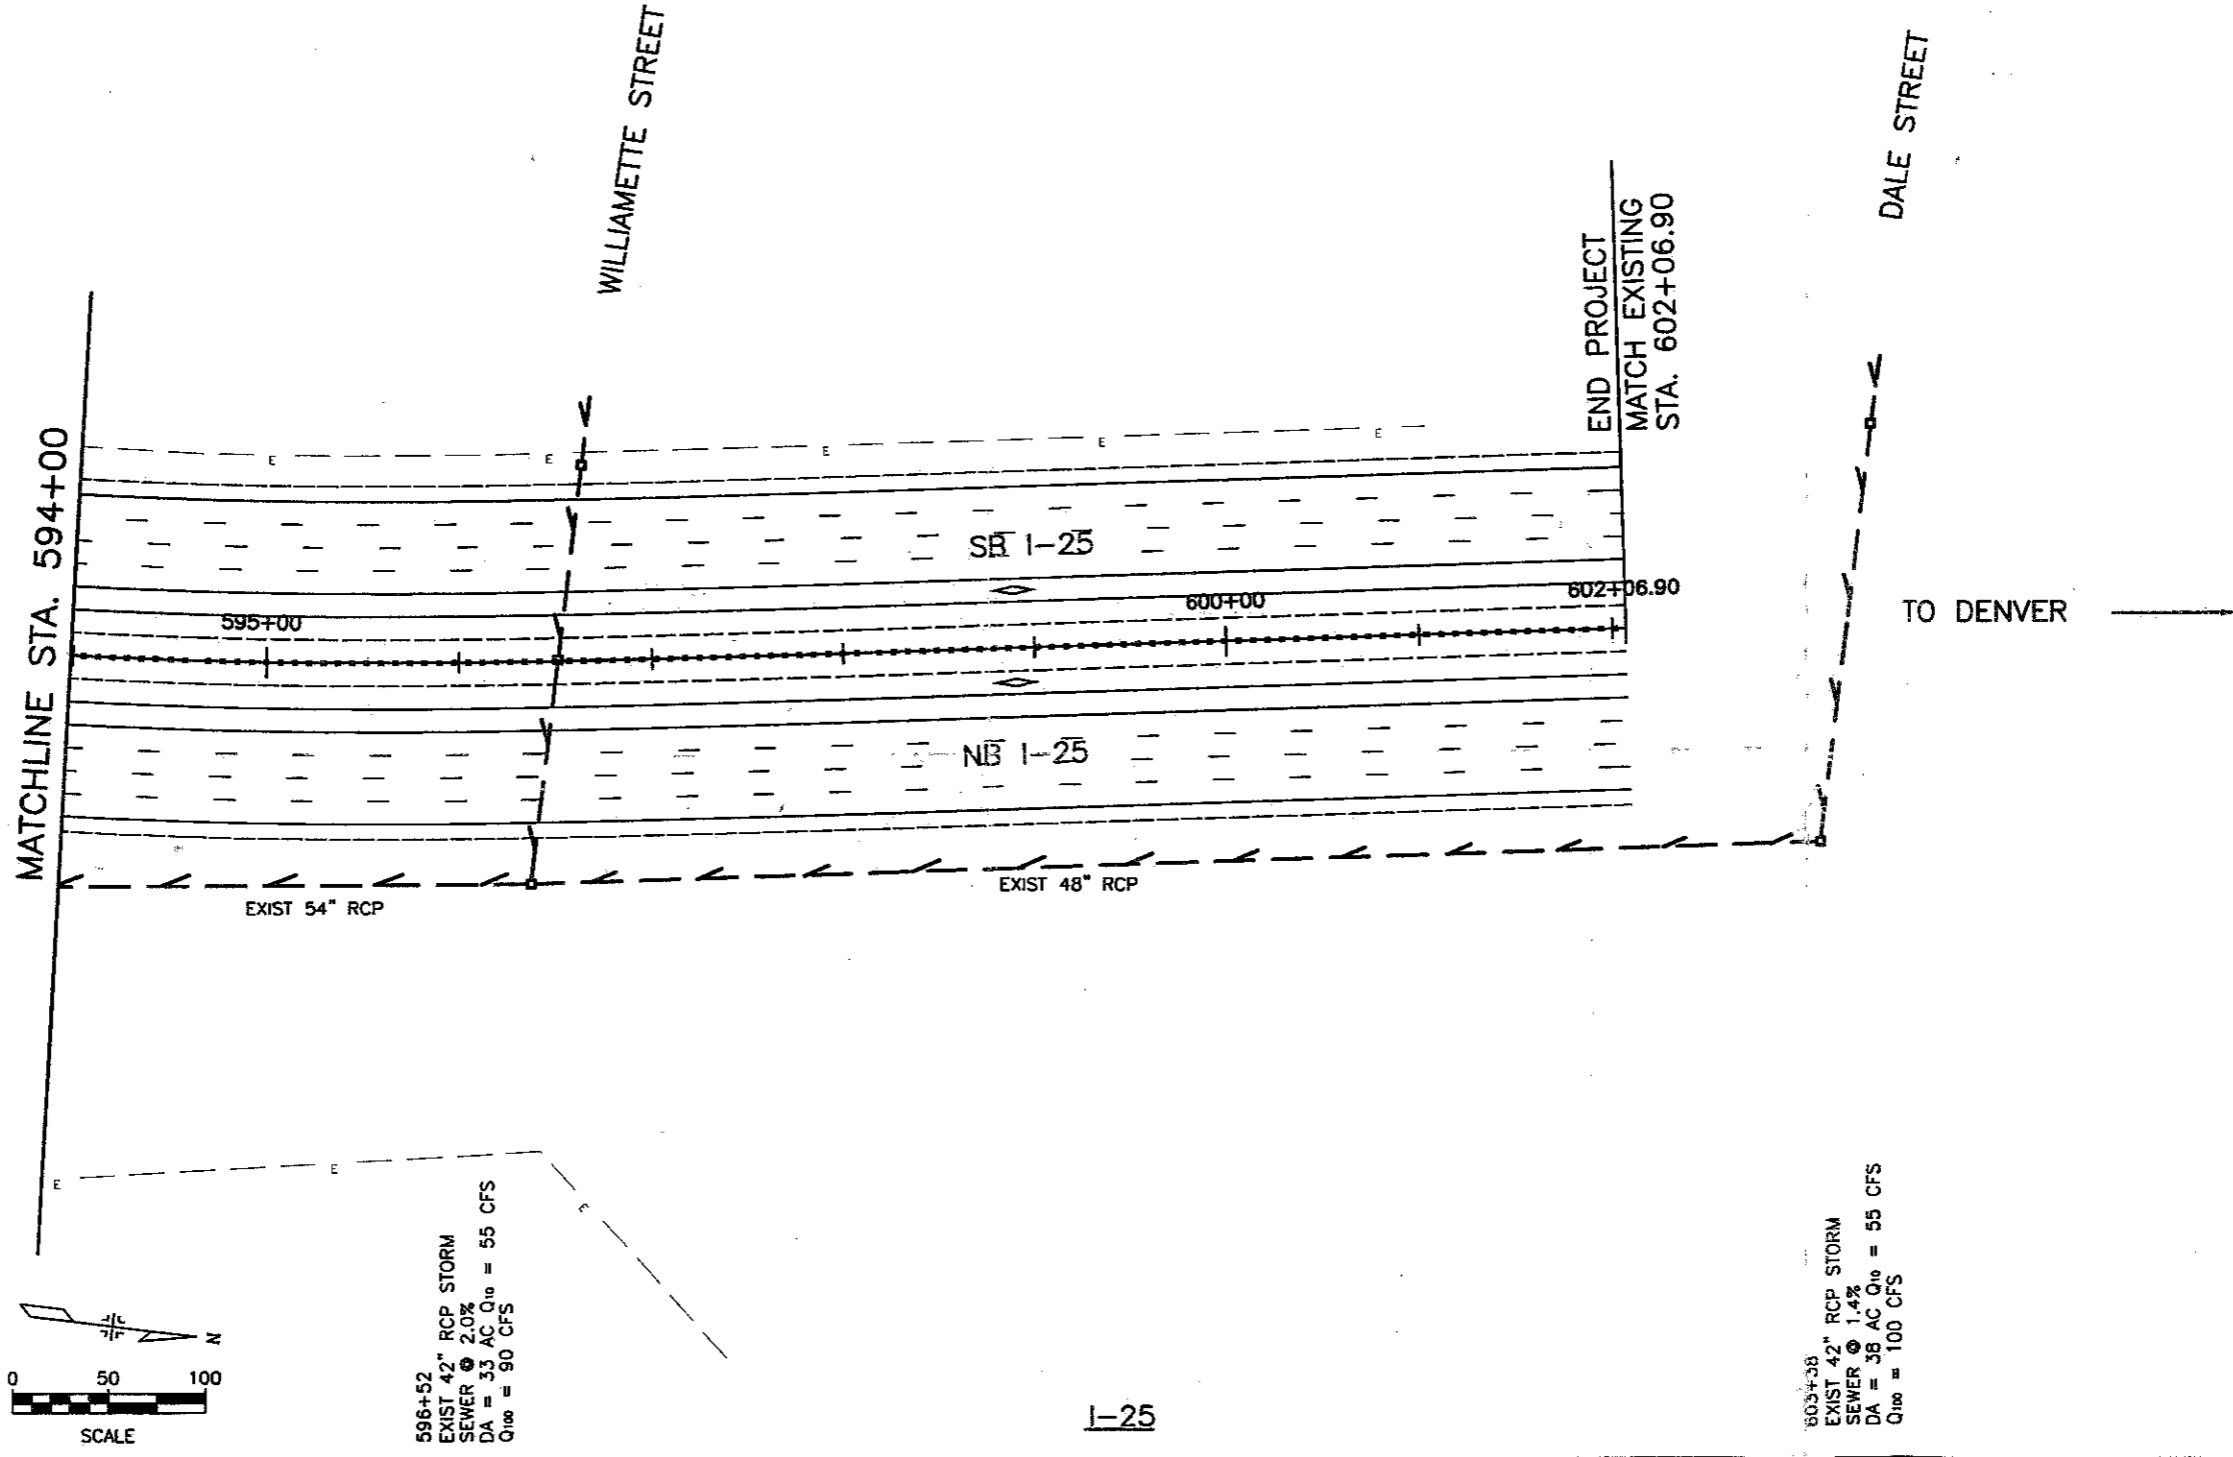 WILLIAMETTE STREET
DALE STREET
END PROJECT
MATCH EXISTING
STA. 602+06.90
MATCHLINE STA. 594+00
E
E
E
E
E
SB I-25
595+00
600+00
602+06.90
TO DENVER
NB I-25
EXIST 54" RCP
EXIST 48" RCP
E
E
E
N
0 50 100
SCALE
596+52
EXIST 42" RCP STORM
SEWER @ 2.0%
DA = 33 AC Q10 = 55 CFS
Q100 = 90 CFS
I-25
603+38
EXIST 42" RCP STORM
SEWER @ 1.4%
DA = 38 AC Q10 = 55 CFS
Q100 = 100 CFS